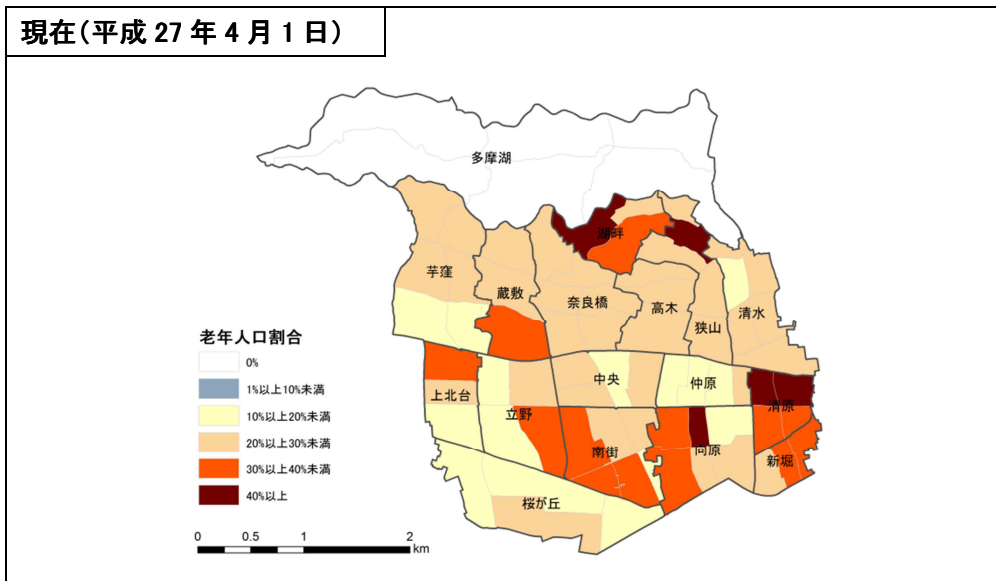 現在（平成 27 年 4 月 1 日）
多摩湖
湖畔
芋窪
蔵敷
奈良橋
高木
狭山
清水
老年人口割合
0%
1%以上10%未満
10%以上20%未満
20%以上30%未満
30%以上40%未満
40%以上
上北台
立野
中央
仲原
清原
南街
向原
新堀
桜が丘
0 0.5 1 2
km